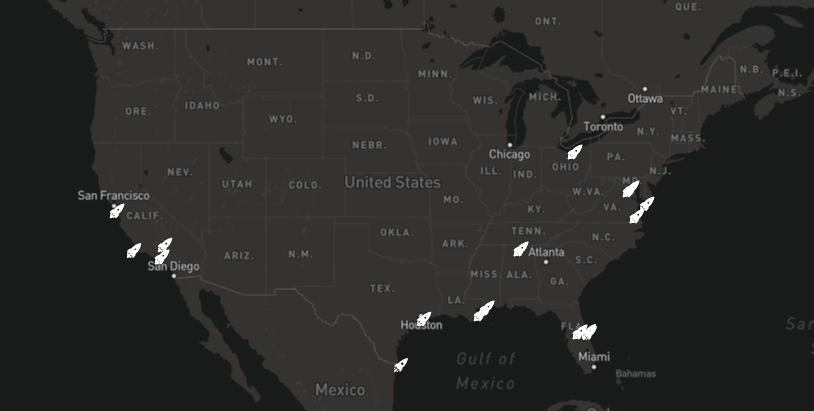 QUE.
ONT.
WASH.
N.D.
MONT.
MINN.
N.B.
P.E.I.
MAINE
N.S.
Ottawa
S.D.
WIS.
MICH.
IDAHO
ORE.
VT.
WYO.
Toronto
N.Y.
MASS.
NEBR.
IOWA
Chicago
PA.
OHIO
ILL.
IND.
N.J.
NEV.
UTAH
COLO.
United States
MD.
W.VA.
San Francisco
MO.
VA.
KY.
CALIF.
OKLA.
TENN.
N.C.
ARK.
Atlanta
ARIZ.
N.M.
S.C.
San Diego
MISS.
ALA.
GA.
TEX.
LA.
Houston
FLA
Gulf of
Mexico
Miami
Bahamas
Mexico
Sar